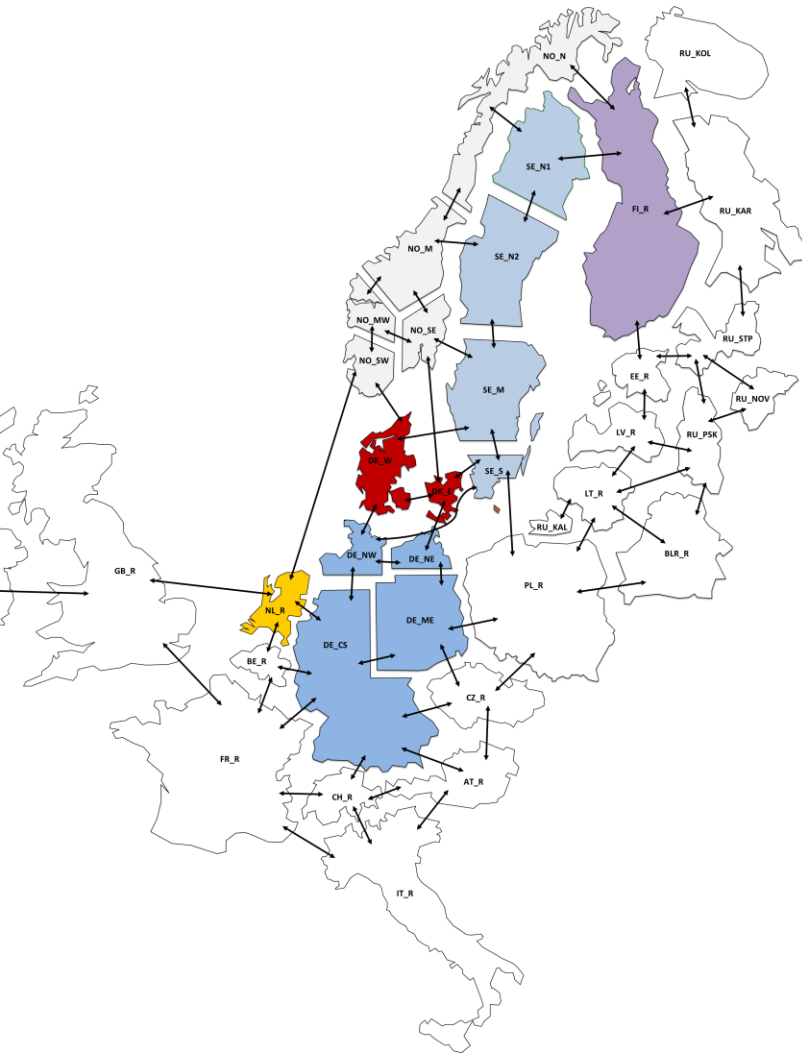 RU_KOL
NO_N
SE_N1
FI_R
RU_KAR
NO_M
SE_N2
NO_MW
NO_SE
RU_STP
NO_SW
EE_R
SE_M
RU_NOV
LV_R
RU_PSK
DK_W
SE_S
DK_E
LT_R
RU_KAL
BLR_R
DE_NW
DE_NE
GB_R
PL_R
NL_R
DE_ME
DE_CS
BE_R
CZ_R
FR_R
AT_R
CH_R
IT_R